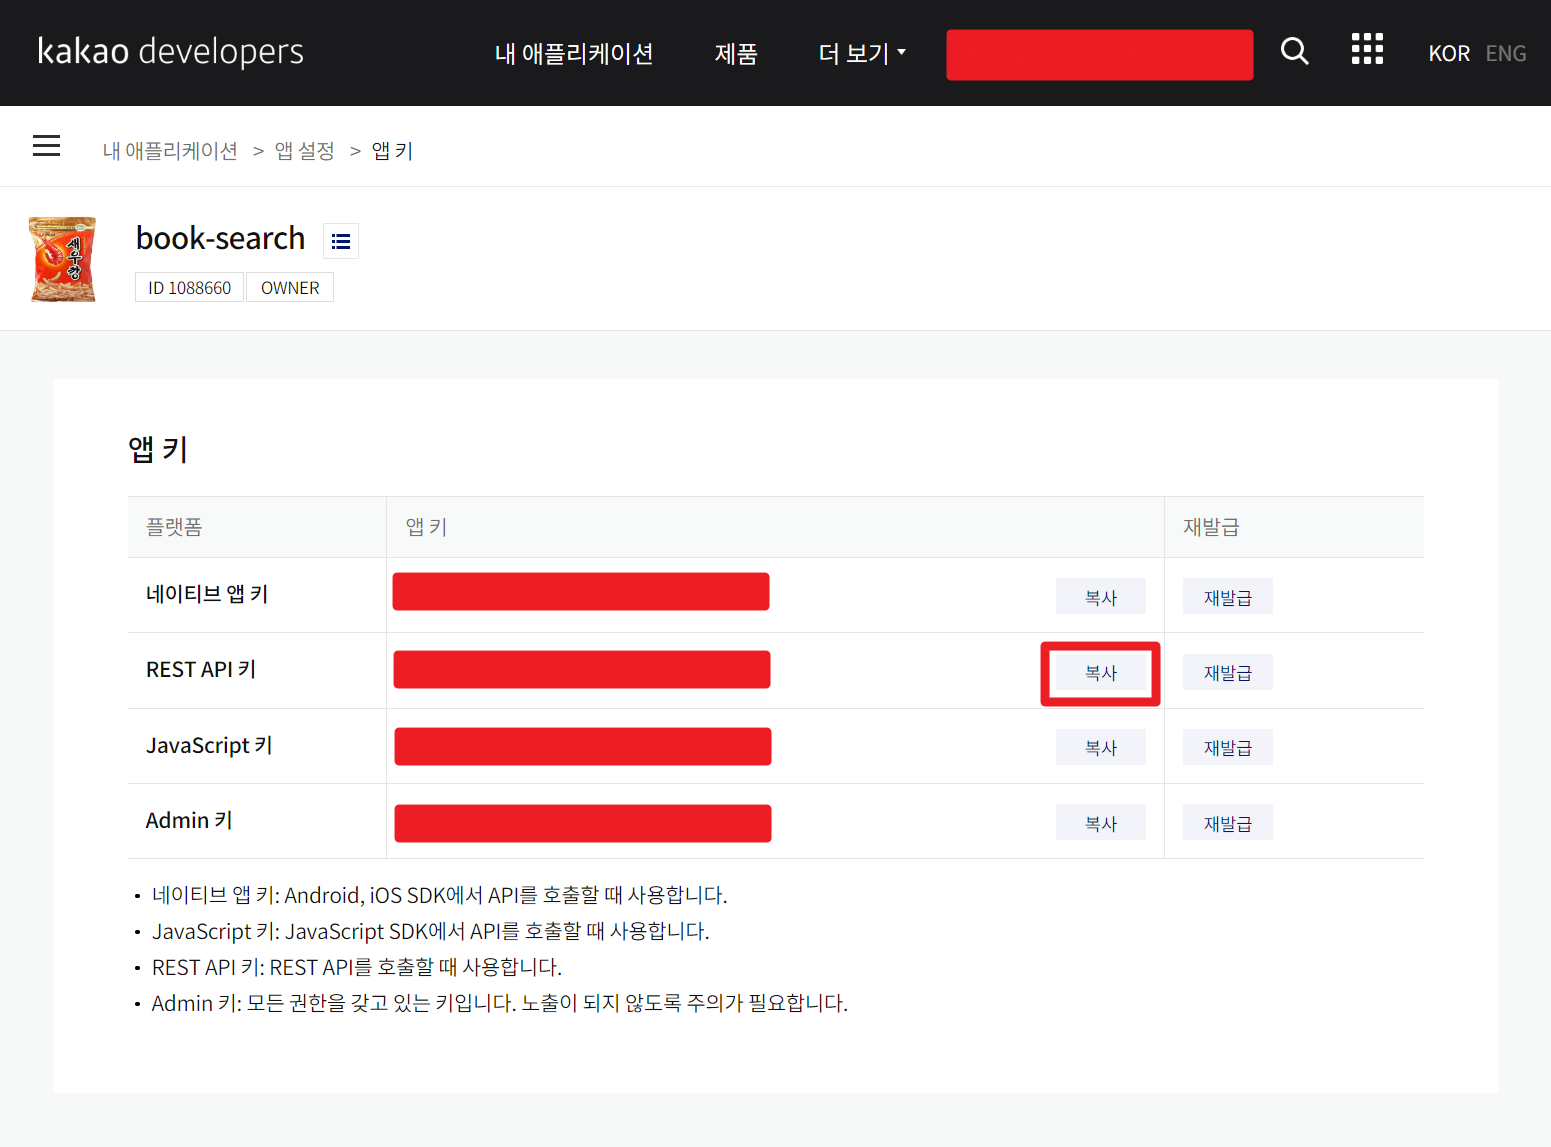 kakao developers 내 애플리케이션 제품 더 보기 KOR ENG
내 애플리케이션 > 앱 설정 > 앱 키
새우깡
book-search
ID 1088660 OWNER
앱 키
플랫폼 앱 키 재발급
네이티브 앱 키 복사 재발급
REST API 키 복사 재발급
JavaScript 키 복사 재발급
Admin 키 복사 재발급
• 네이티브 앱 키: Android, iOS SDK에서 API를 호출할 때 사용합니다.
• JavaScript 키: JavaScript SDK에서 API를 호출할 때 사용합니다.
• REST API 키: REST API를 호출할 때 사용합니다.
• Admin 키: 모든 권한을 갖고 있는 키입니다. 노출이 되지 않도록 주의가 필요합니다.